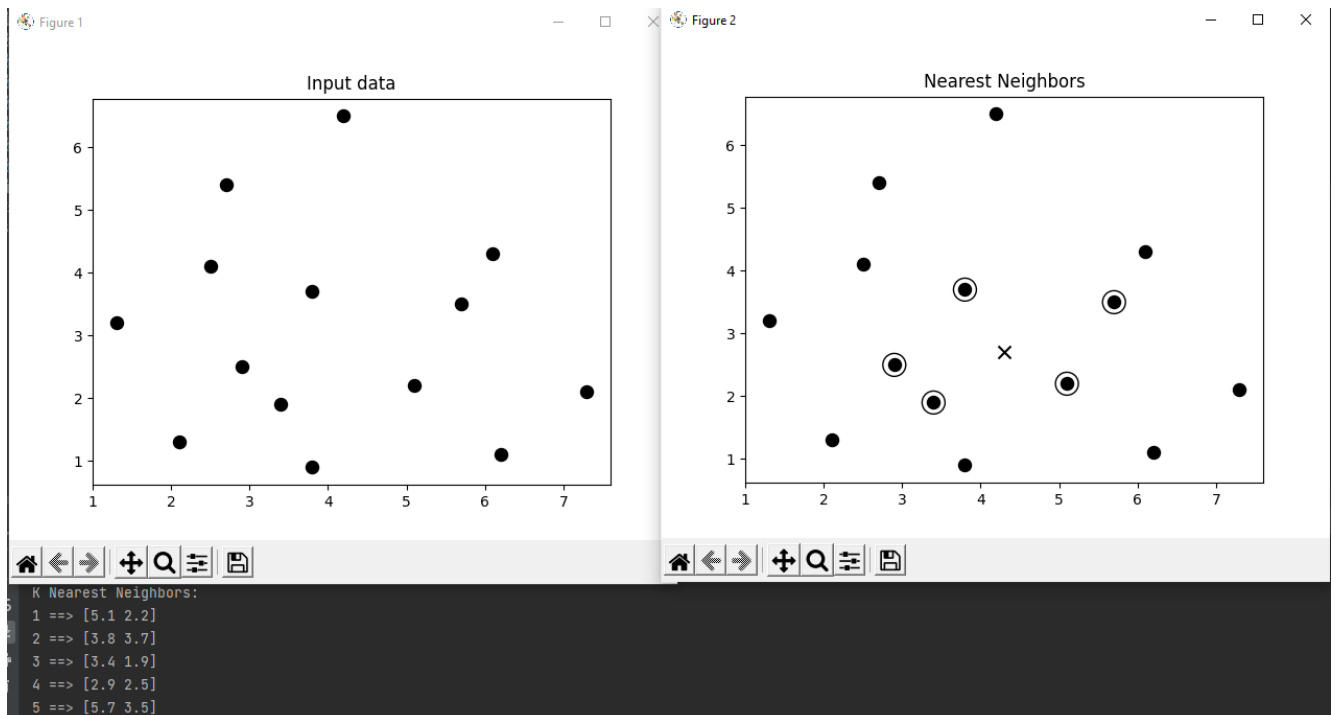 Figure 1
Input data
6
5
4
3
2
1
1 2 3 4 5 6 7
Figure 2
Nearest Neighbors
6
5
4
3
2
1
1 2 3 4 5 6 7
K Nearest Neighbors:
1 ==> [5.1 2.2]
2 ==> [3.8 3.7]
3 ==> [3.4 1.9]
4 ==> [2.9 2.5]
5 ==> [5.7 3.5]